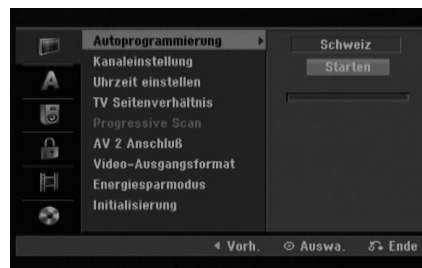 Autoprogrammierung
Kanaleinstellung
Uhrzeit einstellen
TV Seitenverhältnis
Progressive Scan
AV 2 Anschluß
Video-Ausgangsformat
Energiesparmodus
Initialisierung
Schweiz
Starten
A
Vorh. Auswa. Ende